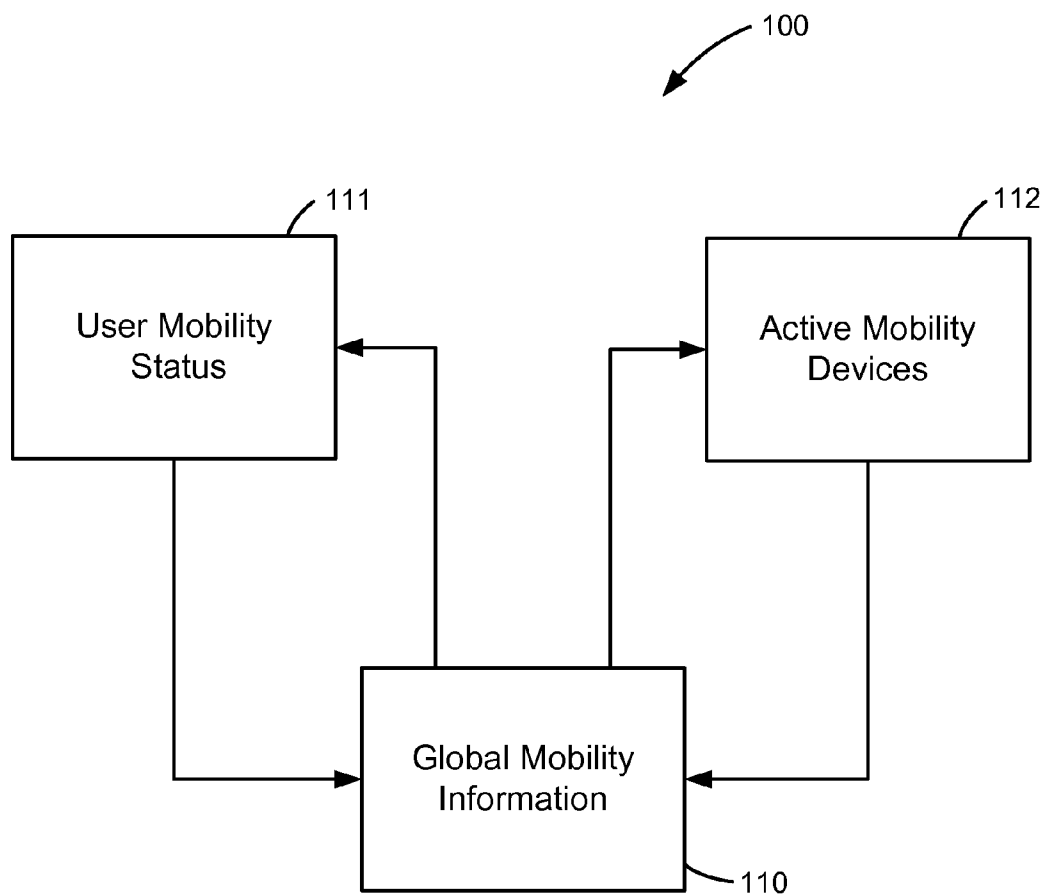 100
111
112
User Mobility
Status
Active Mobility
Devices
Global Mobility
Information
110